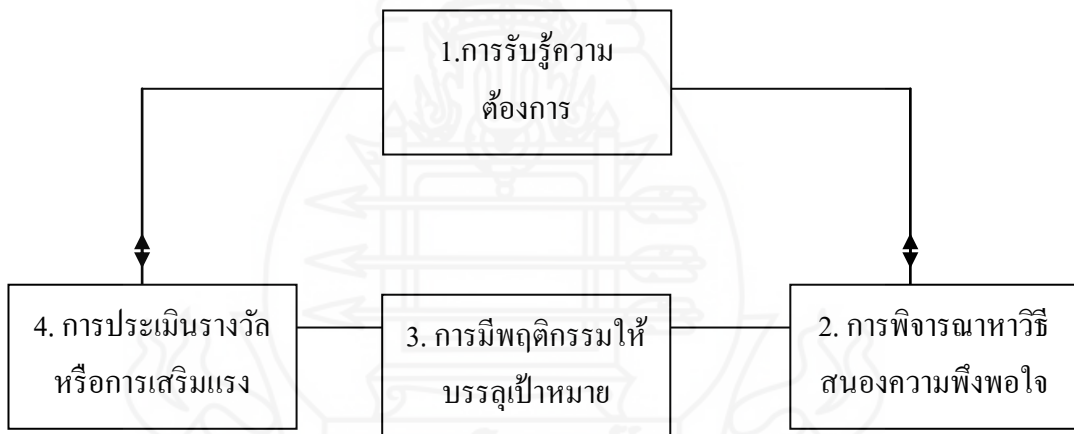 1.การรับรู้ความ
ต้องการ
4. การประเมินรางวัล
หรือการเสริมแรง
3. การมีพฤติกรรมให้
บรรลุเป้าหมาย
2. การพิจารณาหาวิธี
สนองความพึงพอใจ